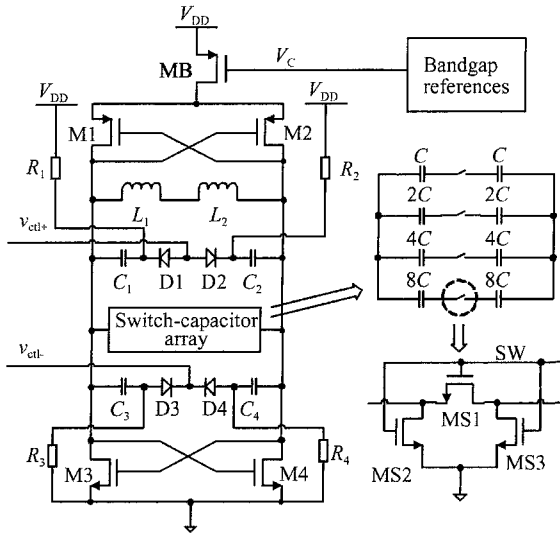 V_DD
MB
V_C
Bandgap
references
V_DD
V_DD
M1
M2
R_1
R_2
L_1
L_2
v_ctl+
C_1
D1
D2
C_2
Switch-capacitor
array
v_ctl-
C_3
D3
D4
C_4
R_3
R_4
M3
M4
C
C
2C
2C
4C
4C
8C
8C
SW
MS1
MS2
MS3